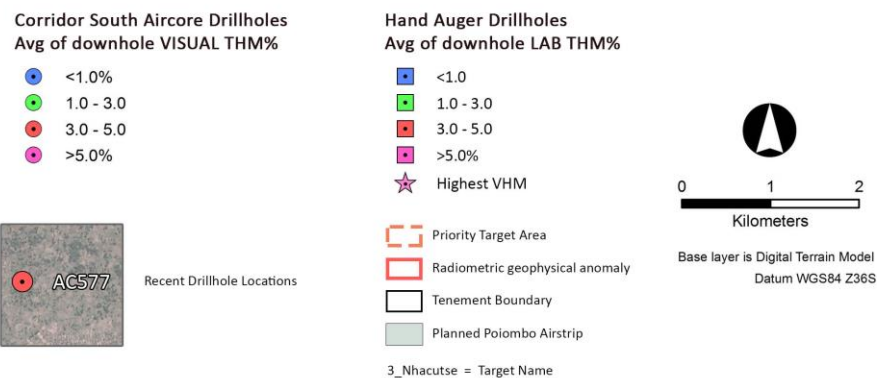 Corridor South Aircore Drillholes
Avg of downhole VISUAL THM%
<1.0%
1.0 - 3.0
3.0 - 5.0
>5.0%
AC577
Recent Drillhole Locations
Hand Auger Drillholes
Avg of downhole LAB THM%
<1.0
1.0 - 3.0
3.0 - 5.0
>5.0%
Highest VHM
Priority Target Area
Radiometric geophysical anomaly
Tenement Boundary
Planned Poiombo Airstrip
3_Nhacutse = Target Name
0 1 2
Kilometers
Base layer is Digital Terrain Model
Datum WGS84 Z36S